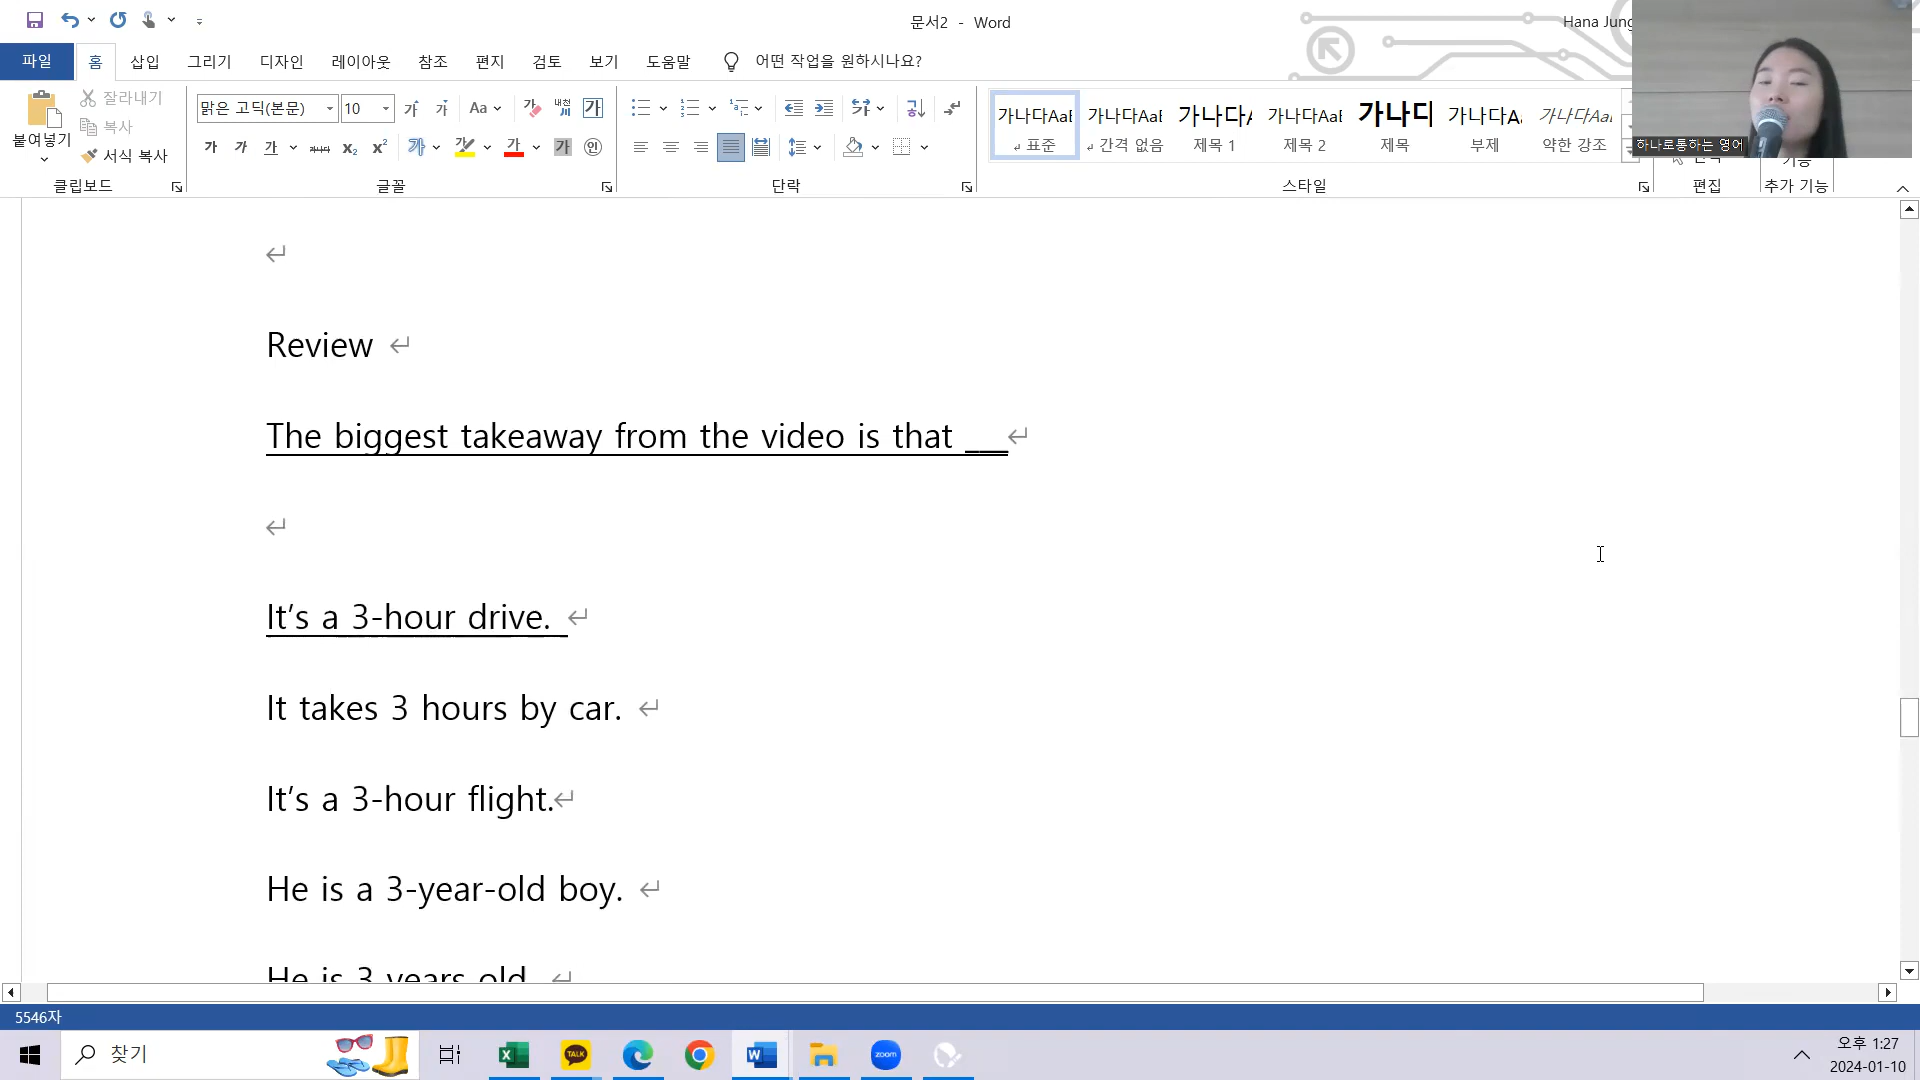 문서2 - Word
Hana Jung
파일 홈 삽입 그리기 디자인 레이아웃 참조 편지 검토 보기 도움말 어떤 작업을 원하시나요?
붙여넣기
잘라내기
복사
서식 복사
클립보드
맑은 고딕(본문) 10
글꼴
단락
가나다AaB 표준
가나다AaB 간격 없음
가나다 제목 1
가나다AaB 제목 2
가나다 제목
가나다 부제
가나다Aa 약한 강조
스타일
편집
기능
추가 기능
하나로통하는 영어
Review
The biggest takeaway from the video is that ___
It's a 3-hour drive.
It takes 3 hours by car.
It's a 3-hour flight.
He is a 3-year-old boy.
He is 3 years old
5546자
찾기
TALK
zoom
오후 1:27
2024-01-10